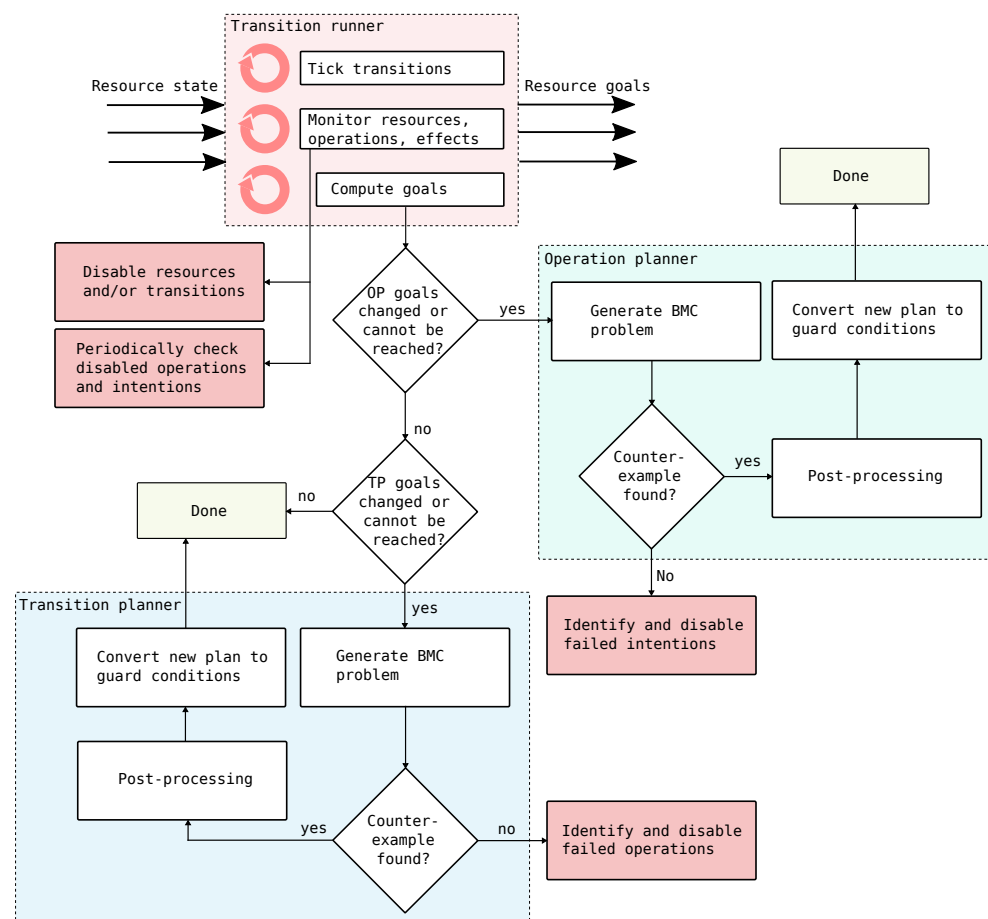 Transition runner
Tick transitions
Resource state
Resource goals
Monitor resources,
operations, effects
Compute goals
Done
Disable resources
and/or transitions
Operation planner
OP goals
changed or
cannot be
reached?
yes
Generate BMC
problem
Convert new plan to
guard conditions
Periodically check
disabled operations
and intentions
no
Counter-
example
found?
yes
Post-processing
TP goals
changed or
cannot be
reached?
no
Done
No
Identify and disable
failed intentions
Transition planner
yes
Convert new plan to
guard conditions
Generate BMC
problem
Post-processing
Counter-
example
found?
yes
no
Identify and disable
failed operations